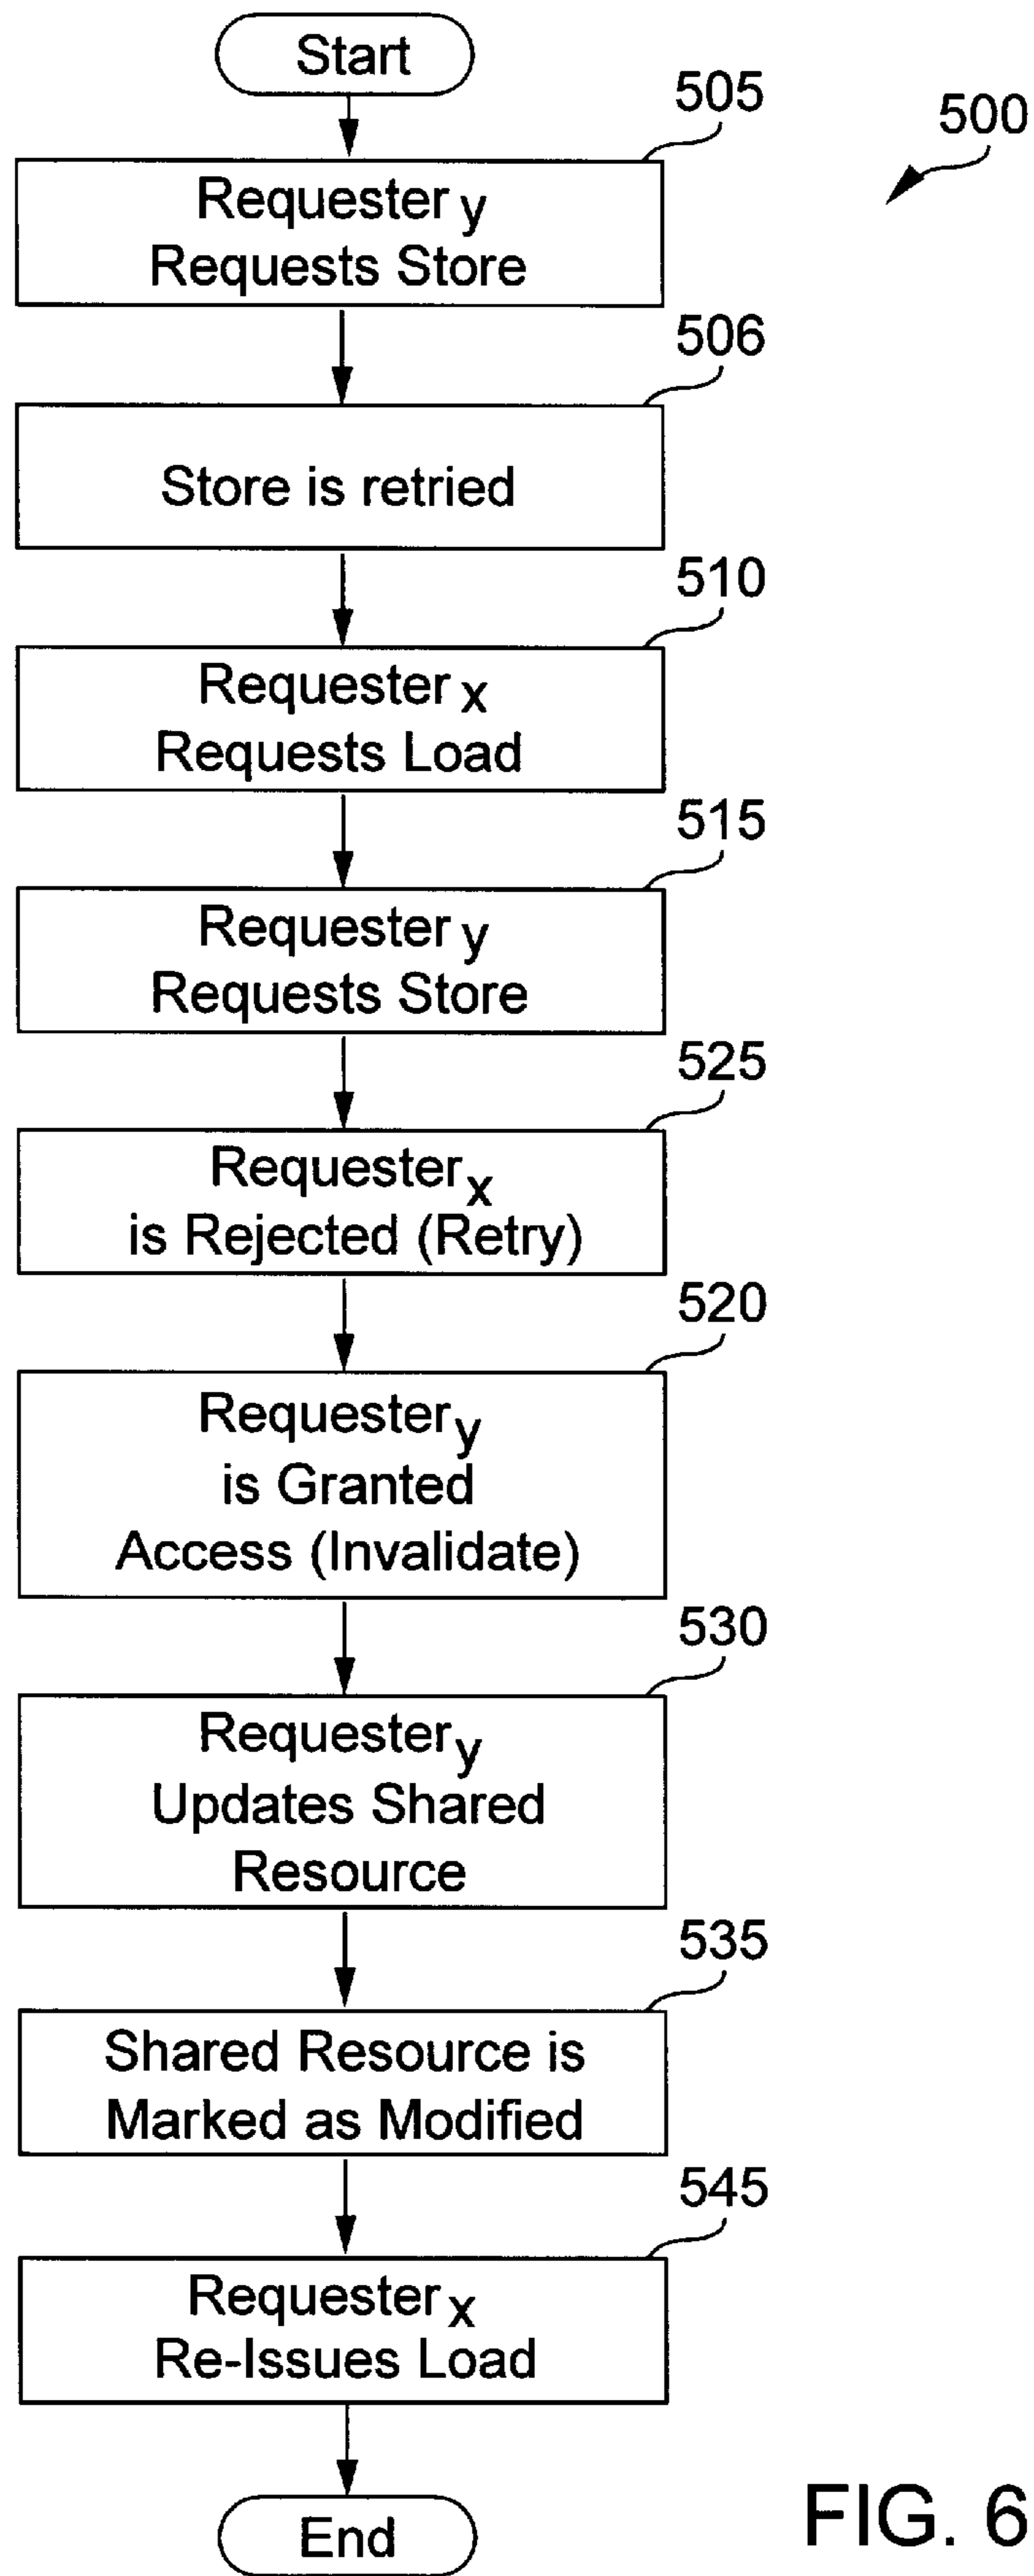 Start
500
505
Requester y
Requests Store
506
Store is retried
510
Requester x
Requests Load
515
Requester y
Requests Store
525
Requester x
is Rejected (Retry)
520
Requester y
is Granted
Access (Invalidate)
530
Requester y
Updates Shared
Resource
535
Shared Resource is
Marked as Modified
545
Requester x
Re-Issues Load
End
FIG. 6